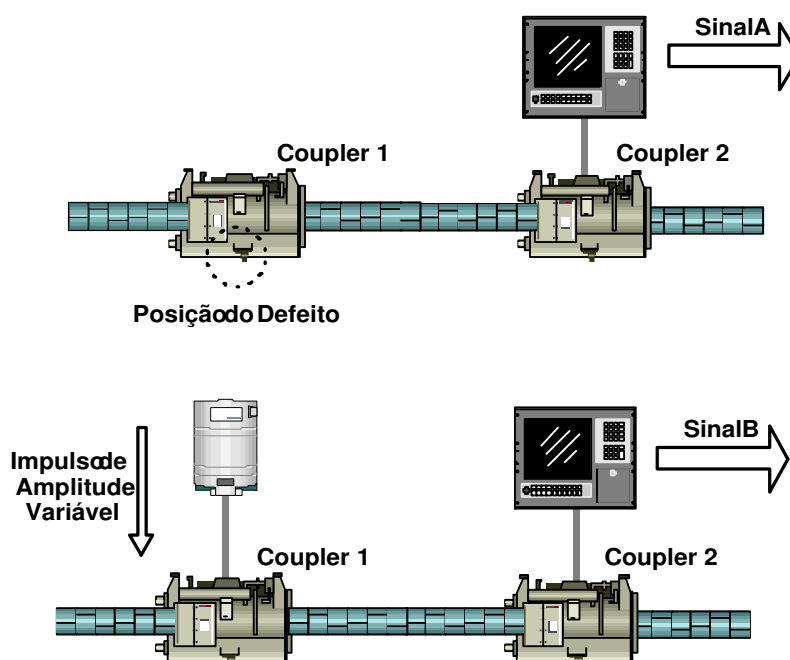 SinalA
Coupler 1
Coupler 2
Posiçãodo Defeito
SinalB
Impulsode
Amplitude
Variável
Coupler 1
Coupler 2